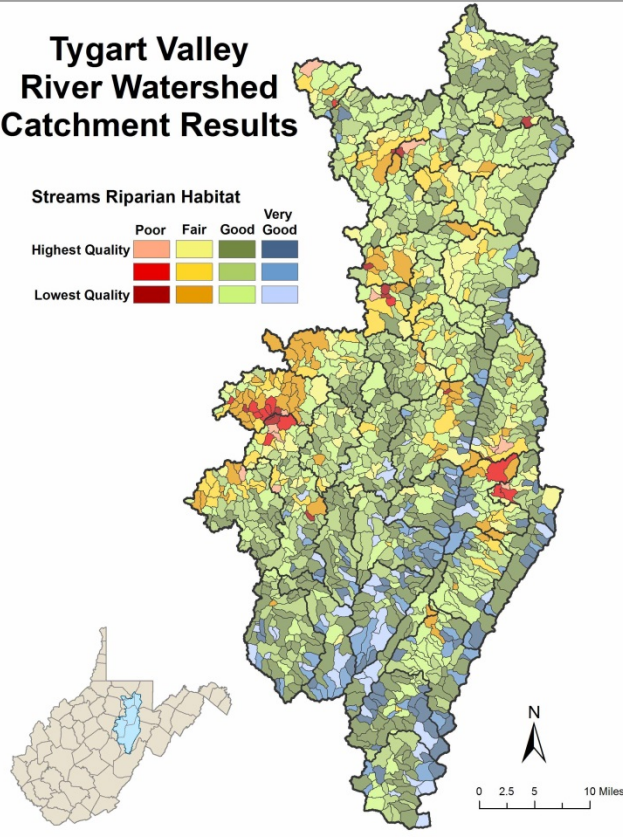 Tygart Valley
River Watershed
Catchment Results
Streams Riparian Habitat
Poor Fair Good Very Good
Highest Quality
Lowest Quality
N
0 2.5 5 10 Miles